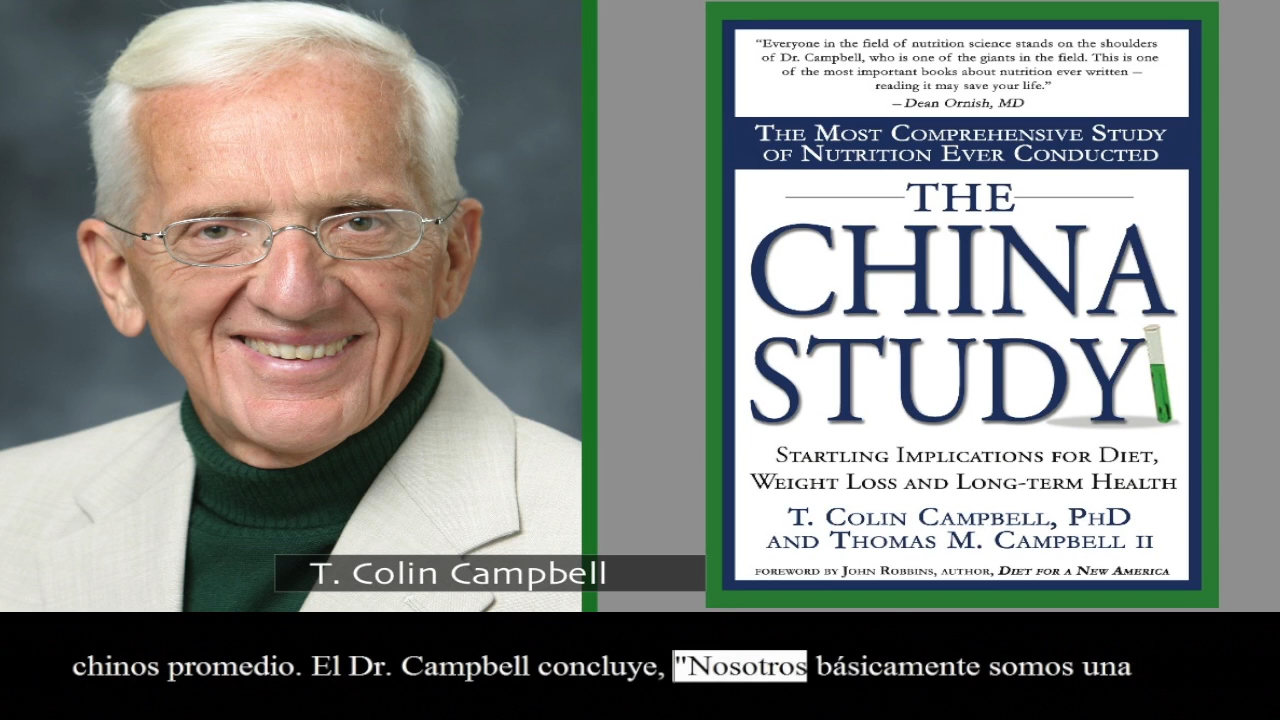 “Everyone in the field of nutrition science stands on the shoulders
of Dr. Campbell, who is one of the giants in the field. This is one
of the most important books about nutrition ever written –
reading it may save your life.”
– Dean Ornish, MD
The Most Comprehensive Study
of Nutrition Ever Conducted
THE
CHINA
STUDY
Startling Implications for Diet,
Weight Loss and Long-term Health
T. Colin Campbell, PhD
and Thomas M. Campbell II
foreword by John Robbins, author, Diet for a New America
T. Colin Campbell
chinos promedio. El Dr. Campbell concluye, "Nosotros básicamente somos una